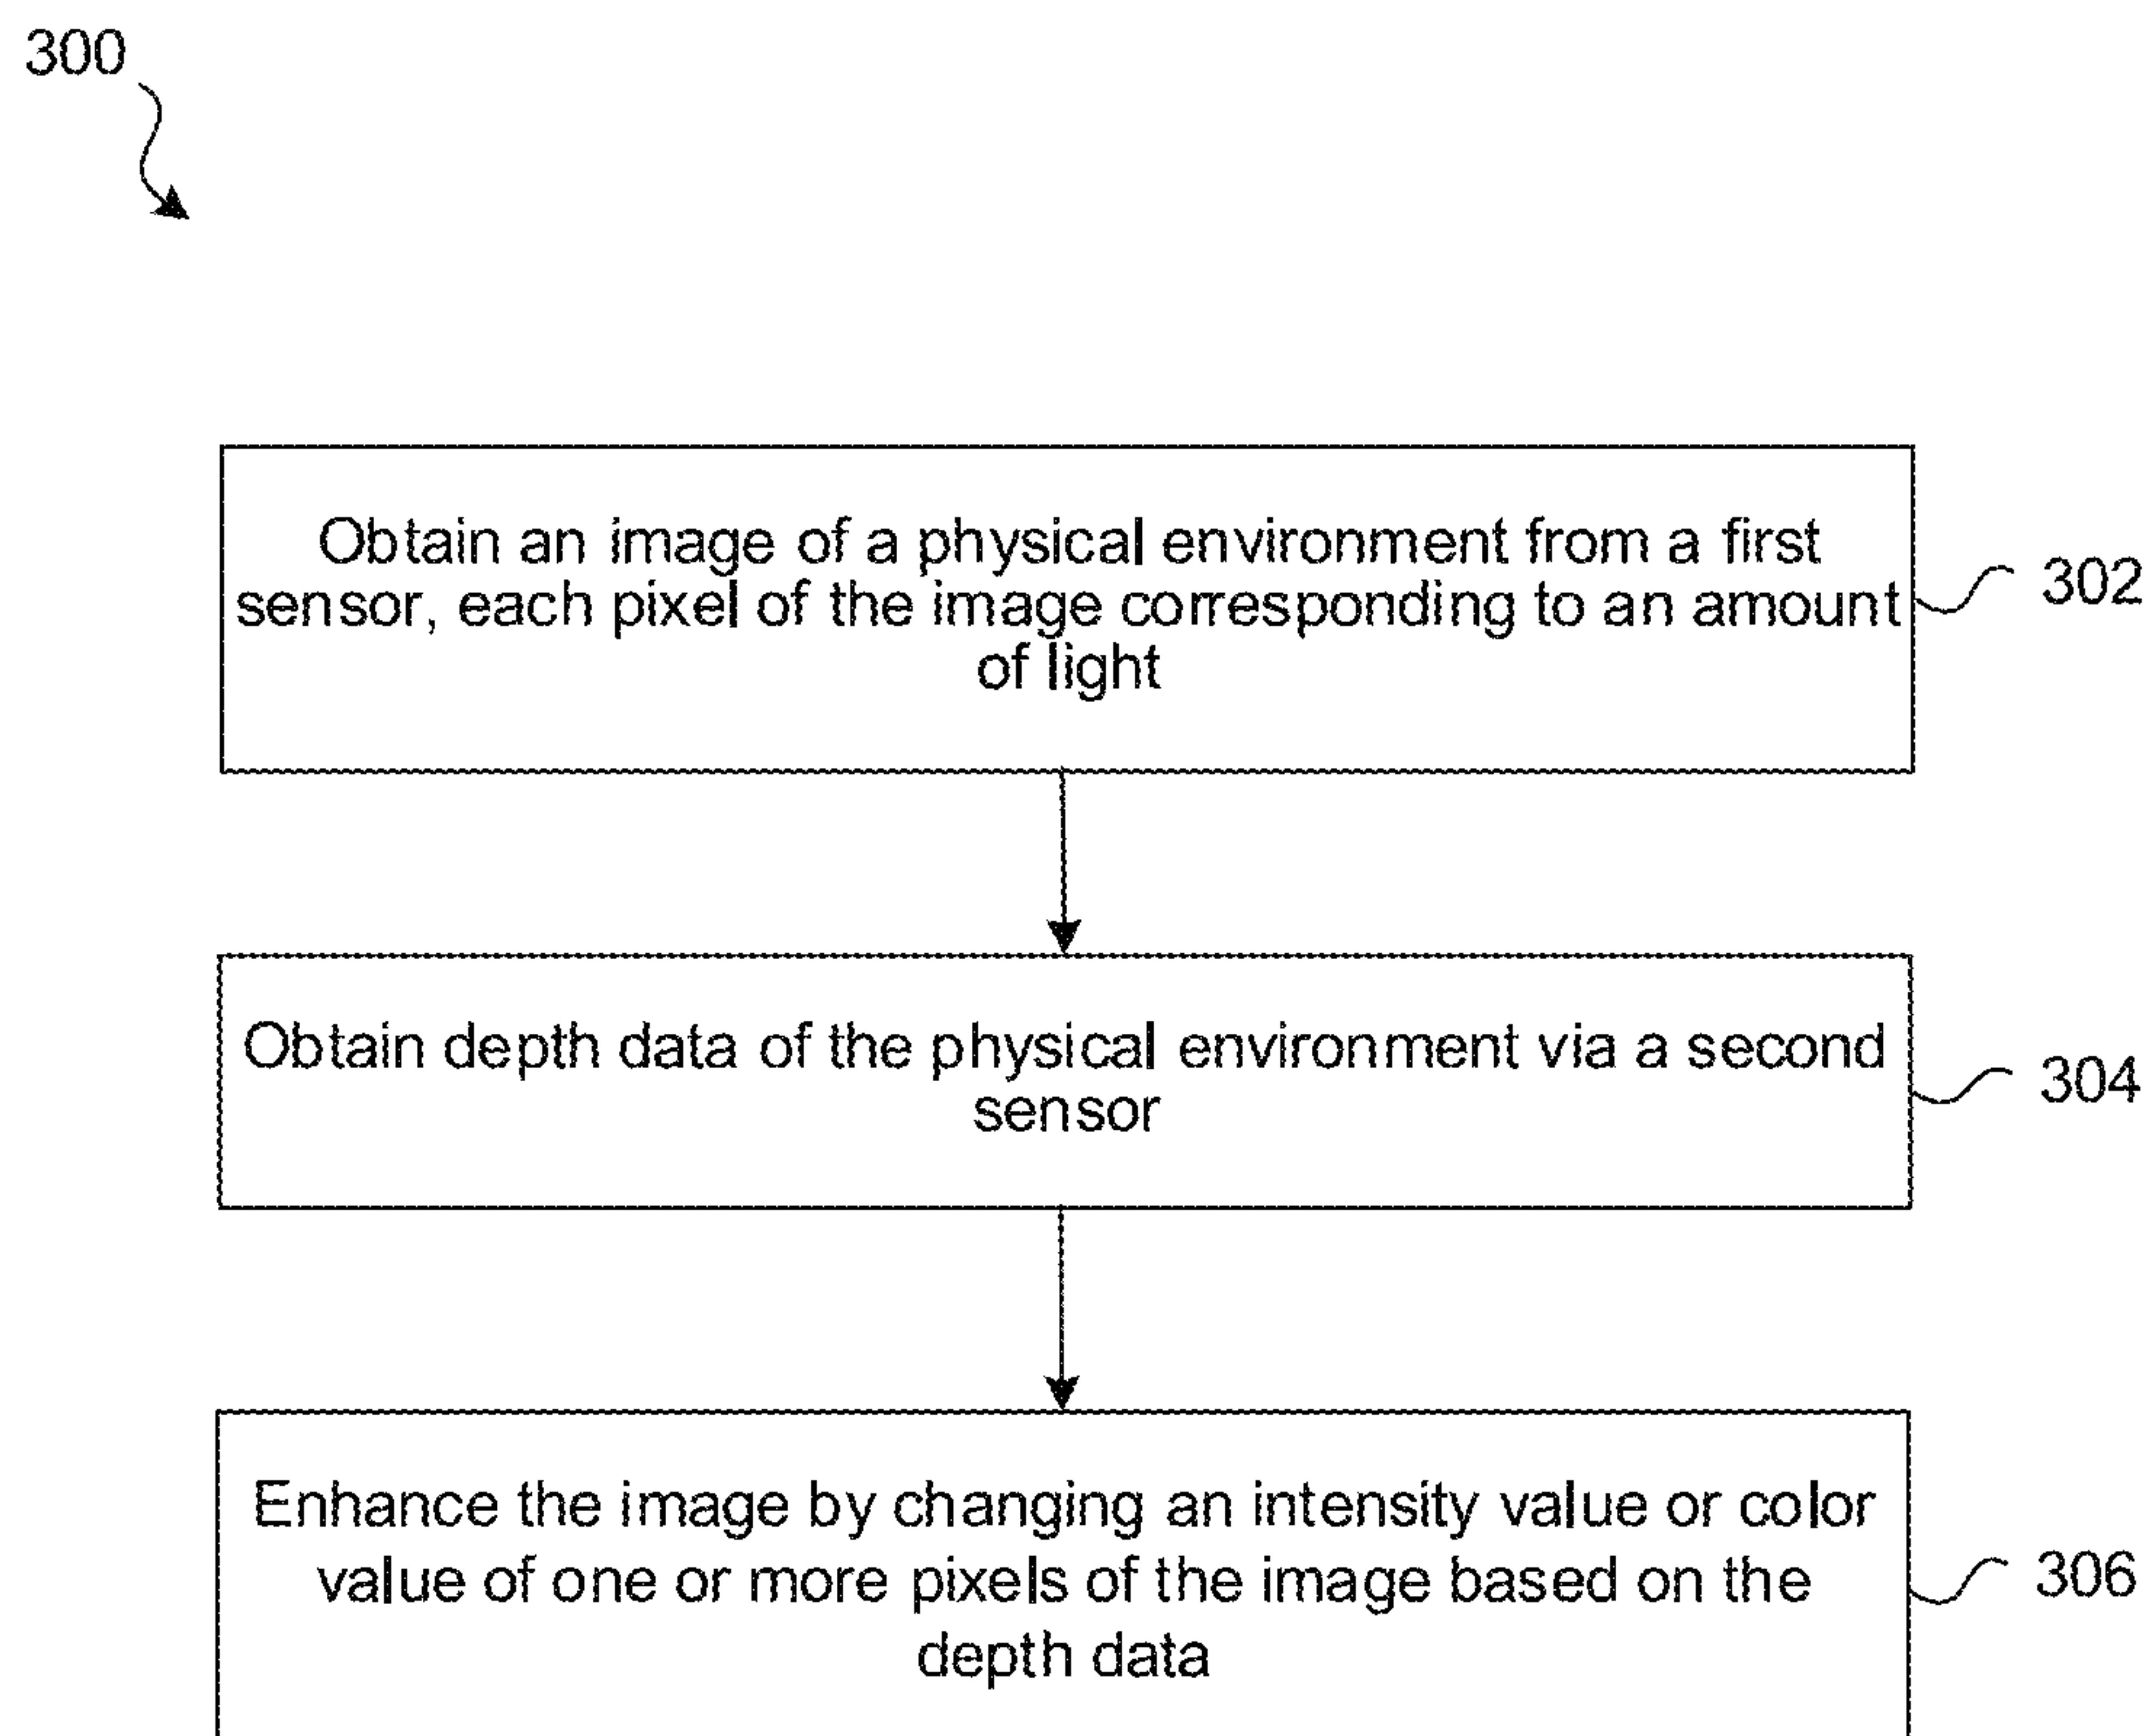 300
Obtain an image of a physical environment from a first
sensor, each pixel of the image corresponding to an amount
of light
302
Obtain depth data of the physical environment via a second
sensor
304
Enhance the image by changing an intensity value or color
value of one or more pixels of the image based on the
depth data
306